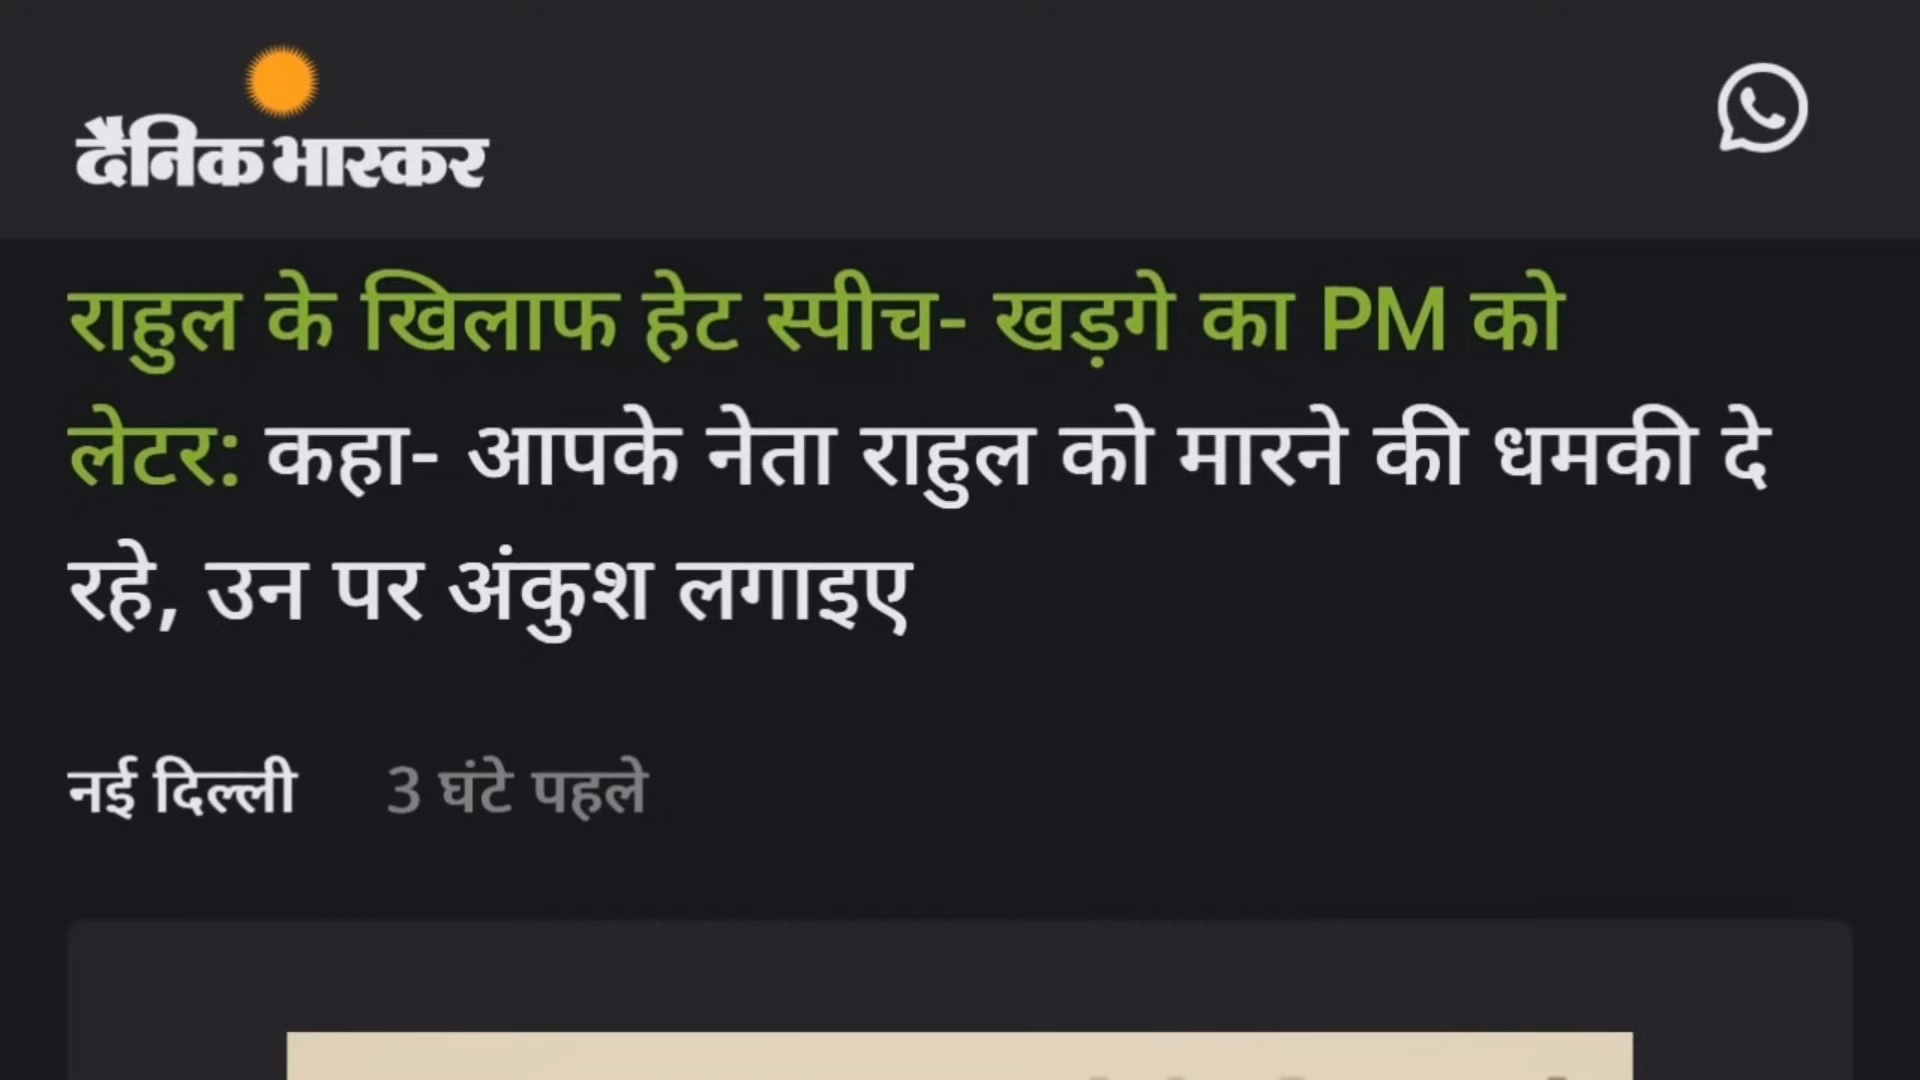 दैनिक भास्कर
राहुल के खिलाफ हेट स्पीच- खड़गे का PM को
लेटर: कहा- आपके नेता राहुल को मारने की धमकी दे
रहे, उन पर अंकुश लगाइए
नई दिल्ली 3 घंटे पहले